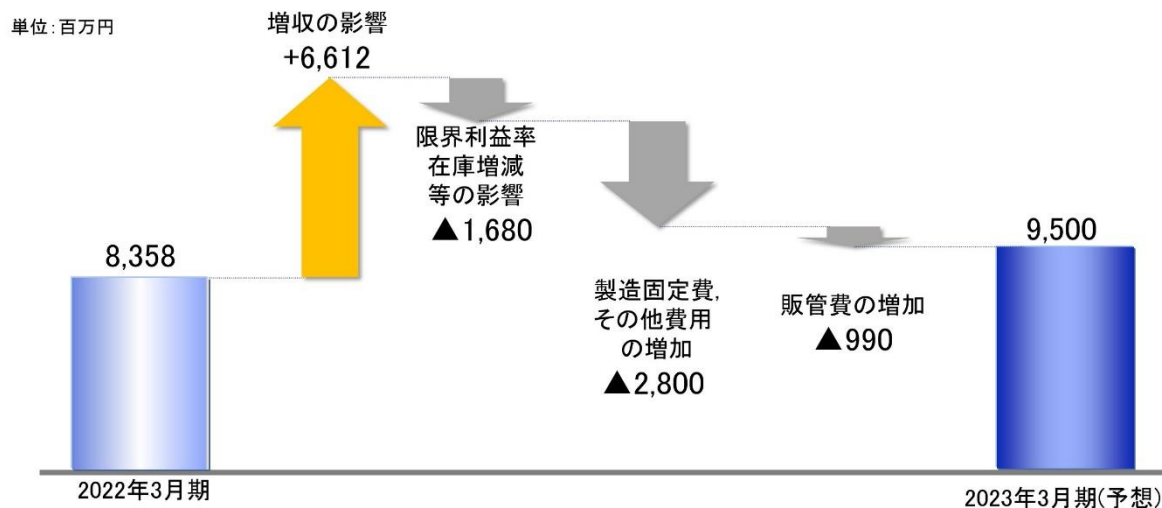 単位:百万円
増収の影響
+6,612
限界利益率
在庫増減
等の影響
▲1,680
8,358
製造固定費,
その他費用
の増加
▲2,800
販管費の増加
▲990
9,500
2022年3月期
2023年3月期(予想)